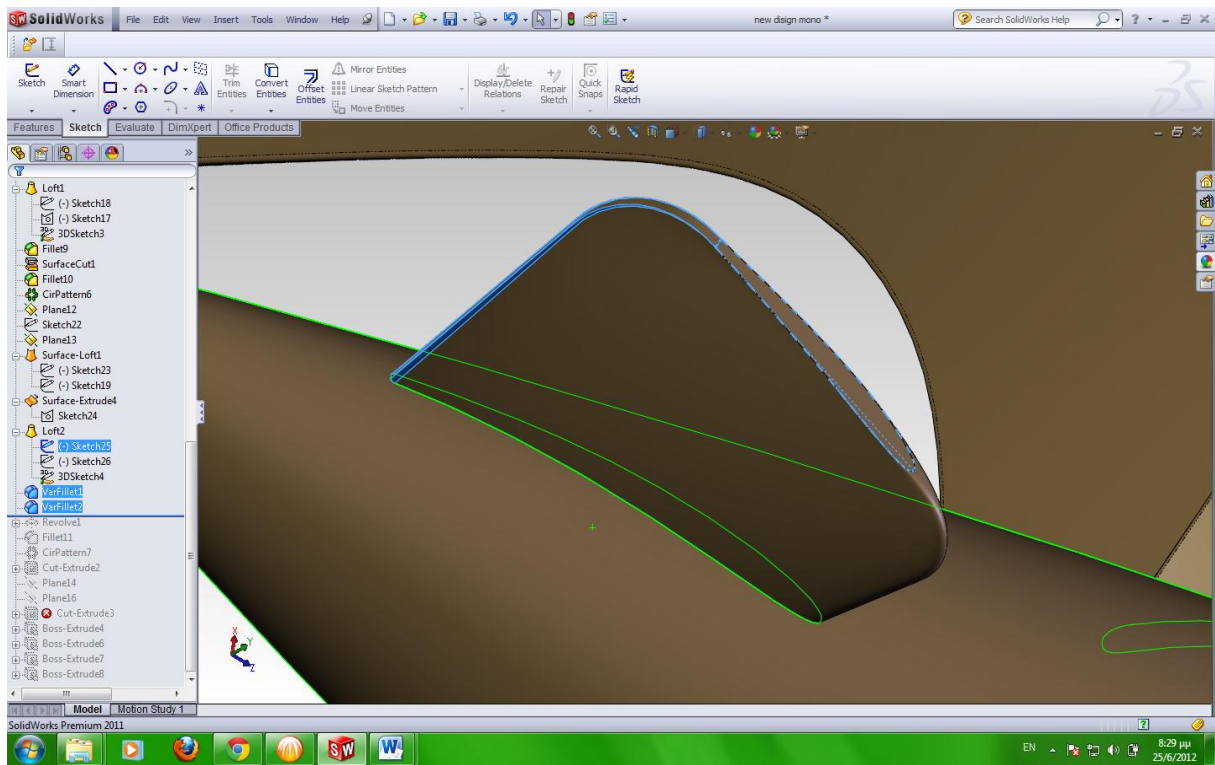 SolidWorks File Edit View Insert Tools Window Help new disign mono * Search SolidWorks Help
Sketch
Smart Dimension
Trim Entities
Convert Entities
Offset Entities
Mirror Entities
Linear Sketch Pattern
Move Entities
Display/Delete Relations
Repair Sketch
Quick Snaps
Rapid Sketch
Features Sketch Evaluate DimXpert Office Products
Loft1
(-) Sketch18
(-) Sketch17
3DSketch3
Fillet9
SurfaceCut1
Fillet10
CirPattern6
Plane12
Sketch22
Plane13
Surface-Loft1
(-) Sketch23
(-) Sketch19
Surface-Extrude4
Sketch24
Loft2
(-) Sketch25
(-) Sketch26
3DSketch4
VarFillet1
VarFillet2
Revolve1
Fillet11
CirPattern7
Cut-Extrude2
Plane14
Plane16
Cut-Extrude3
Boss-Extrude4
Boss-Extrude6
Boss-Extrude7
Boss-Extrude8
X
Y
Z
Model Motion Study 1
SolidWorks Premium 2011
EN 8:29 μμ
25/6/2012